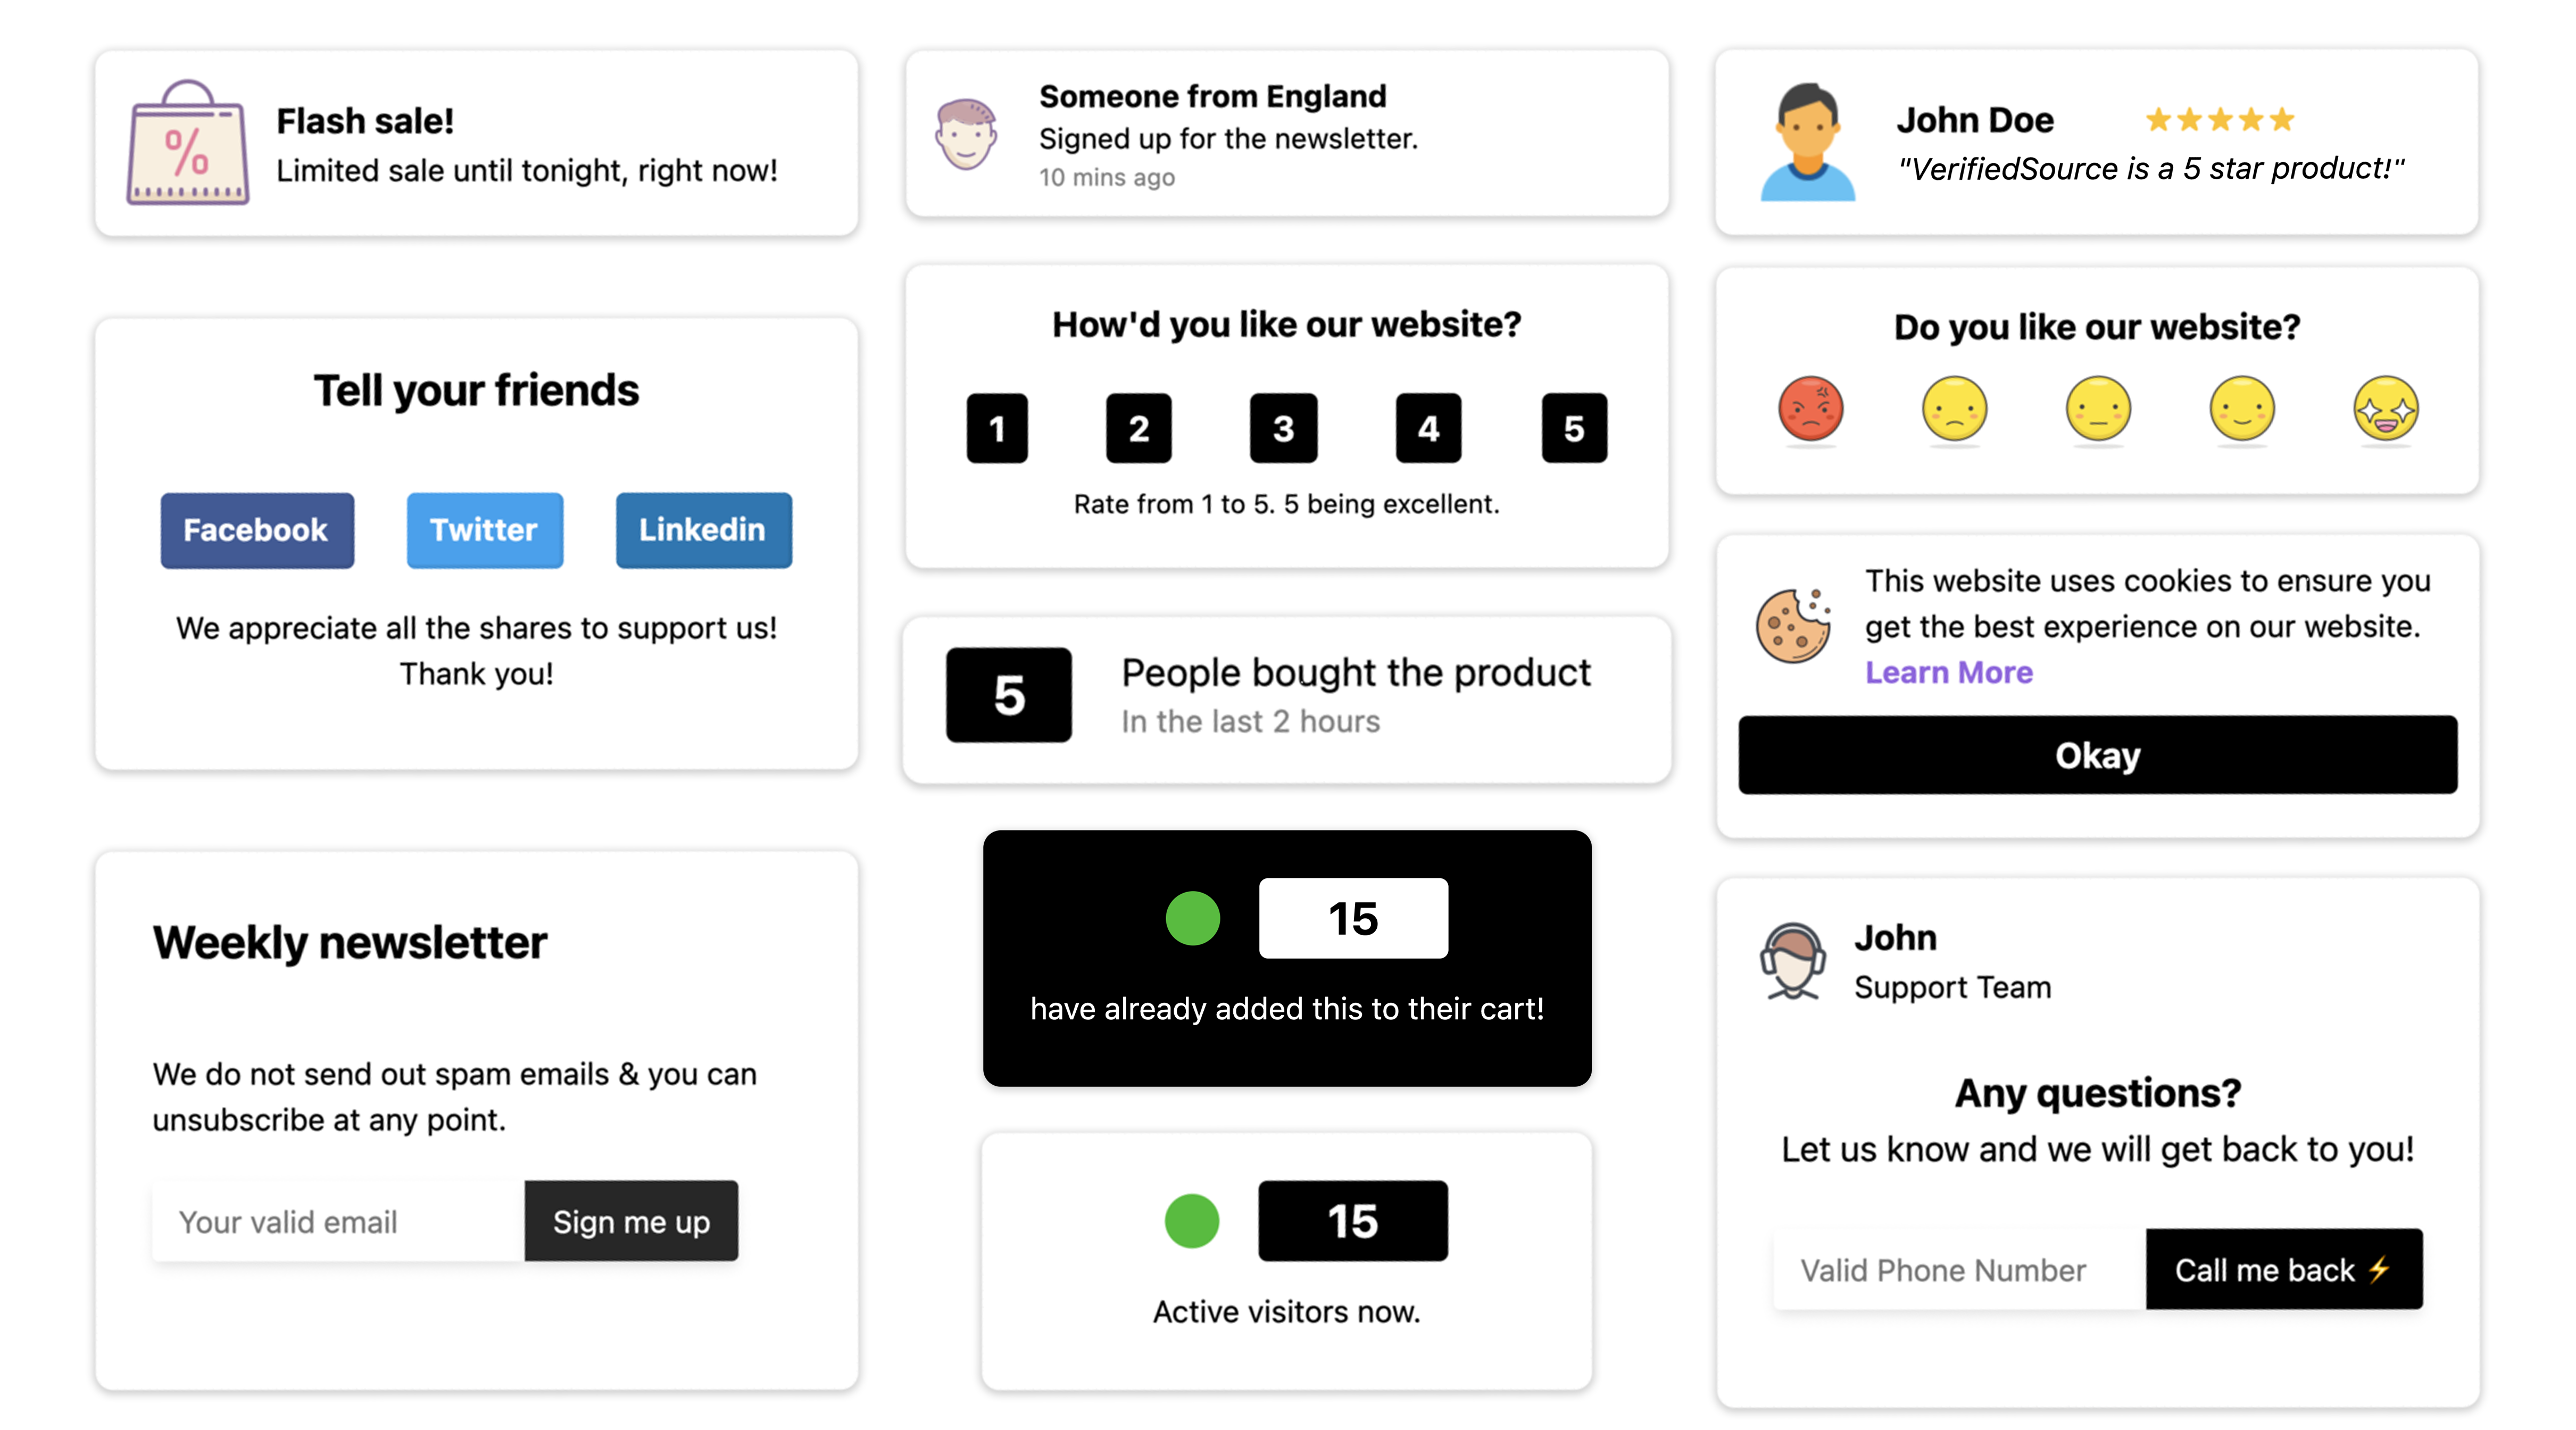 %
Flash sale!
Limited sale until tonight, right now!
Tell your friends
Facebook
Twitter
Linkedin
We appreciate all the shares to support us!
Thank you!
Weekly newsletter
We do not send out spam emails & you can
unsubscribe at any point.
Your valid email
Sign me up
Someone from England
Signed up for the newsletter.
10 mins ago
How'd you like our website?
1 2 3 4 5
Rate from 1 to 5. 5 being excellent.
5
People bought the product
In the last 2 hours
15
have already added this to their cart!
15
Active visitors now.
John Doe
"VerifiedSource is a 5 star product!"
Do you like our website?
This website uses cookies to ensure you
get the best experience on our website.
Learn More
Okay
John
Support Team
Any questions?
Let us know and we will get back to you!
Valid Phone Number
Call me back ⚡